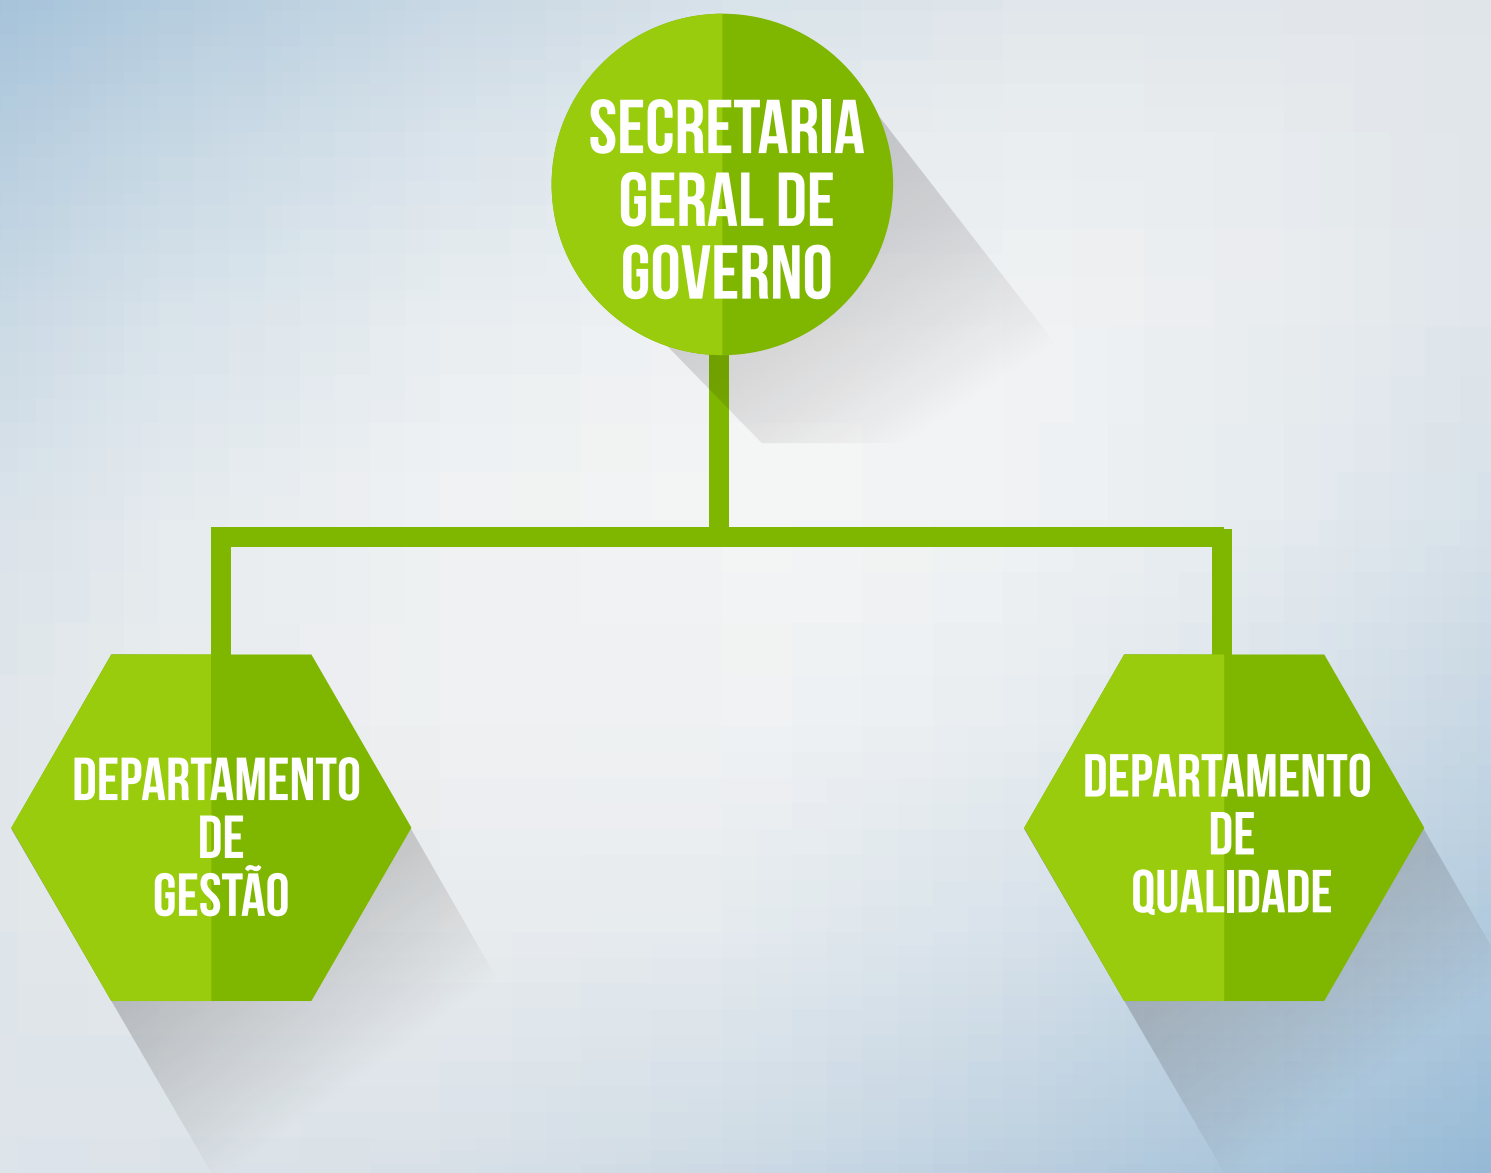 SECRETARIA
GERAL DE
GOVERNO
DEPARTAMENTO
DE
GESTÃO
DEPARTAMENTO
DE
QUALIDADE